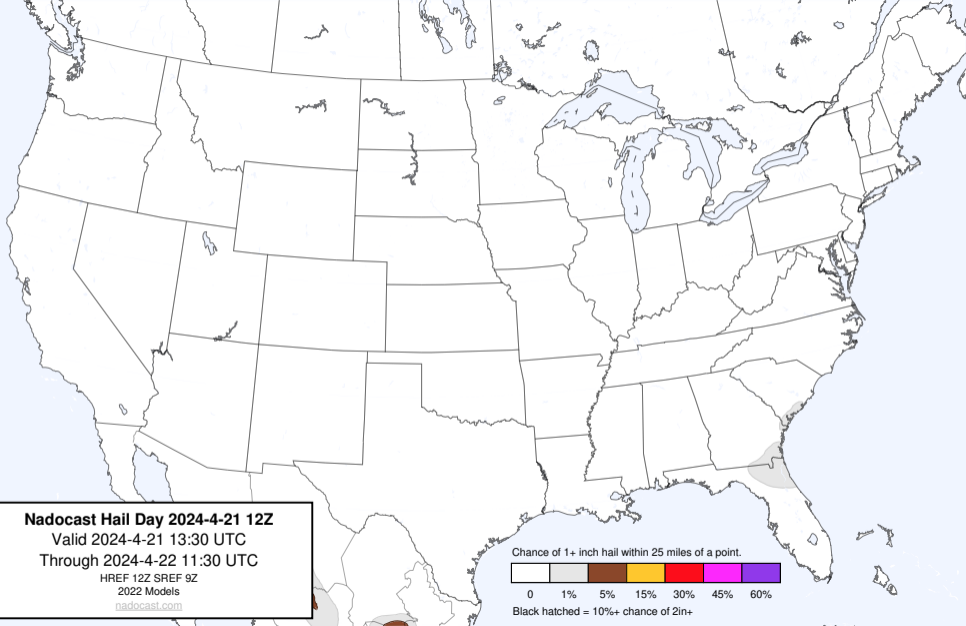 Nadocast Hail Day 2024-4-21 12Z
Valid 2024-4-21 13:30 UTC
Through 2024-4-22 11:30 UTC
HREF 12Z SREF 9Z
2022 Models
nadocast.com
Chance of 1+ inch hail within 25 miles of a point.
0 1% 5% 15% 30% 45% 60%
Black hatched = 10%+ chance of 2in+